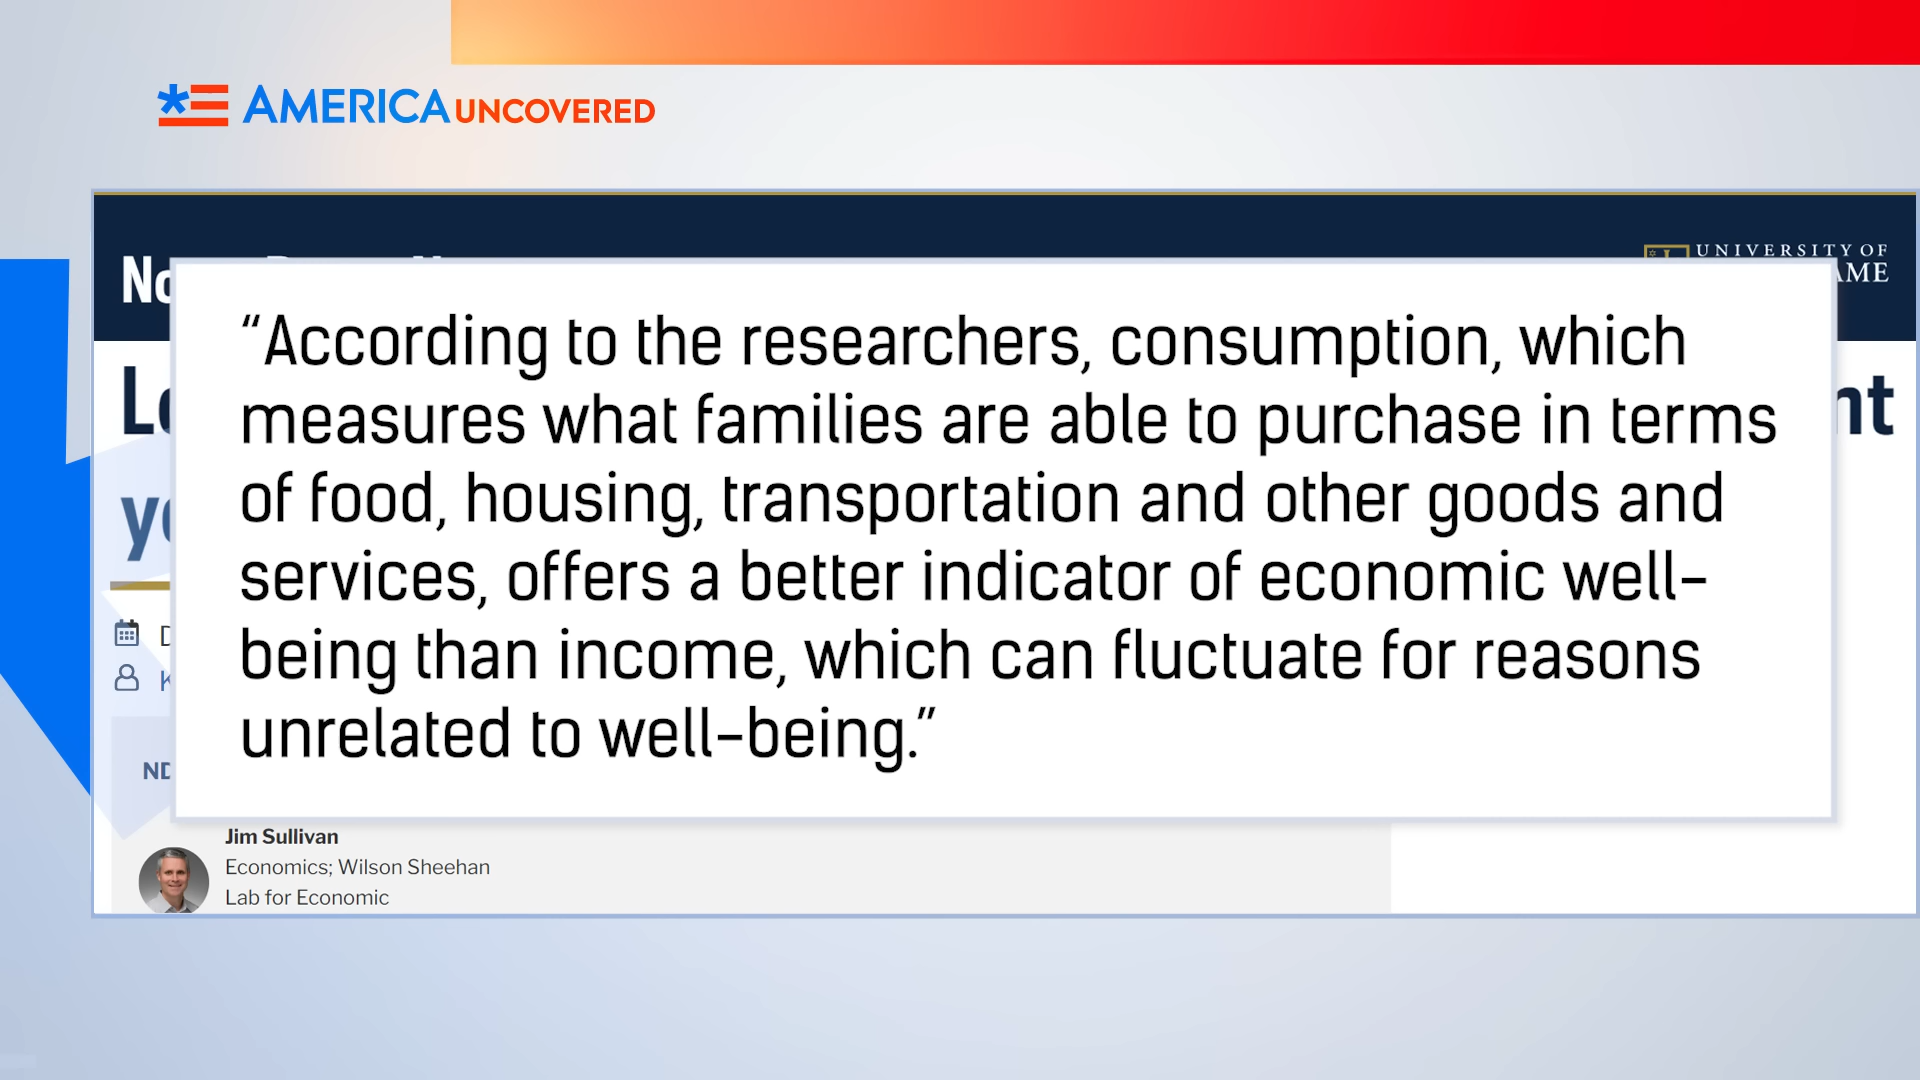 AMERICA UNCOVERED
UNIVERSITY OF
“According to the researchers, consumption, which
measures what families are able to purchase in terms
of food, housing, transportation and other goods and
services, offers a better indicator of economic well-
being than income, which can fluctuate for reasons
unrelated to well-being.”
Jim Sullivan
Economics; Wilson Sheehan
Lab for Economic